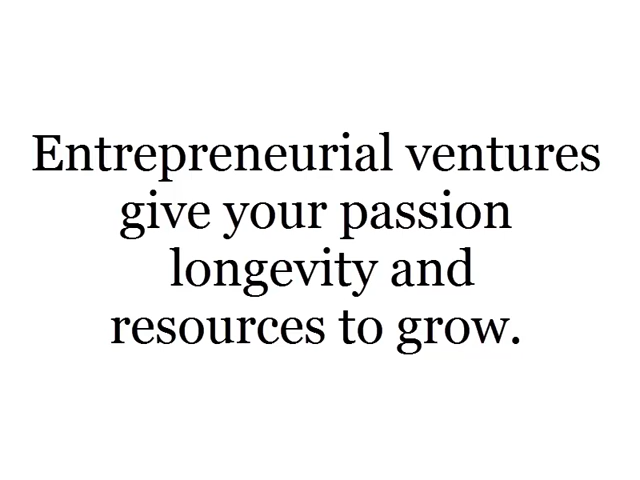 Entrepreneurial ventures
give your passion
longevity and
resources to grow.